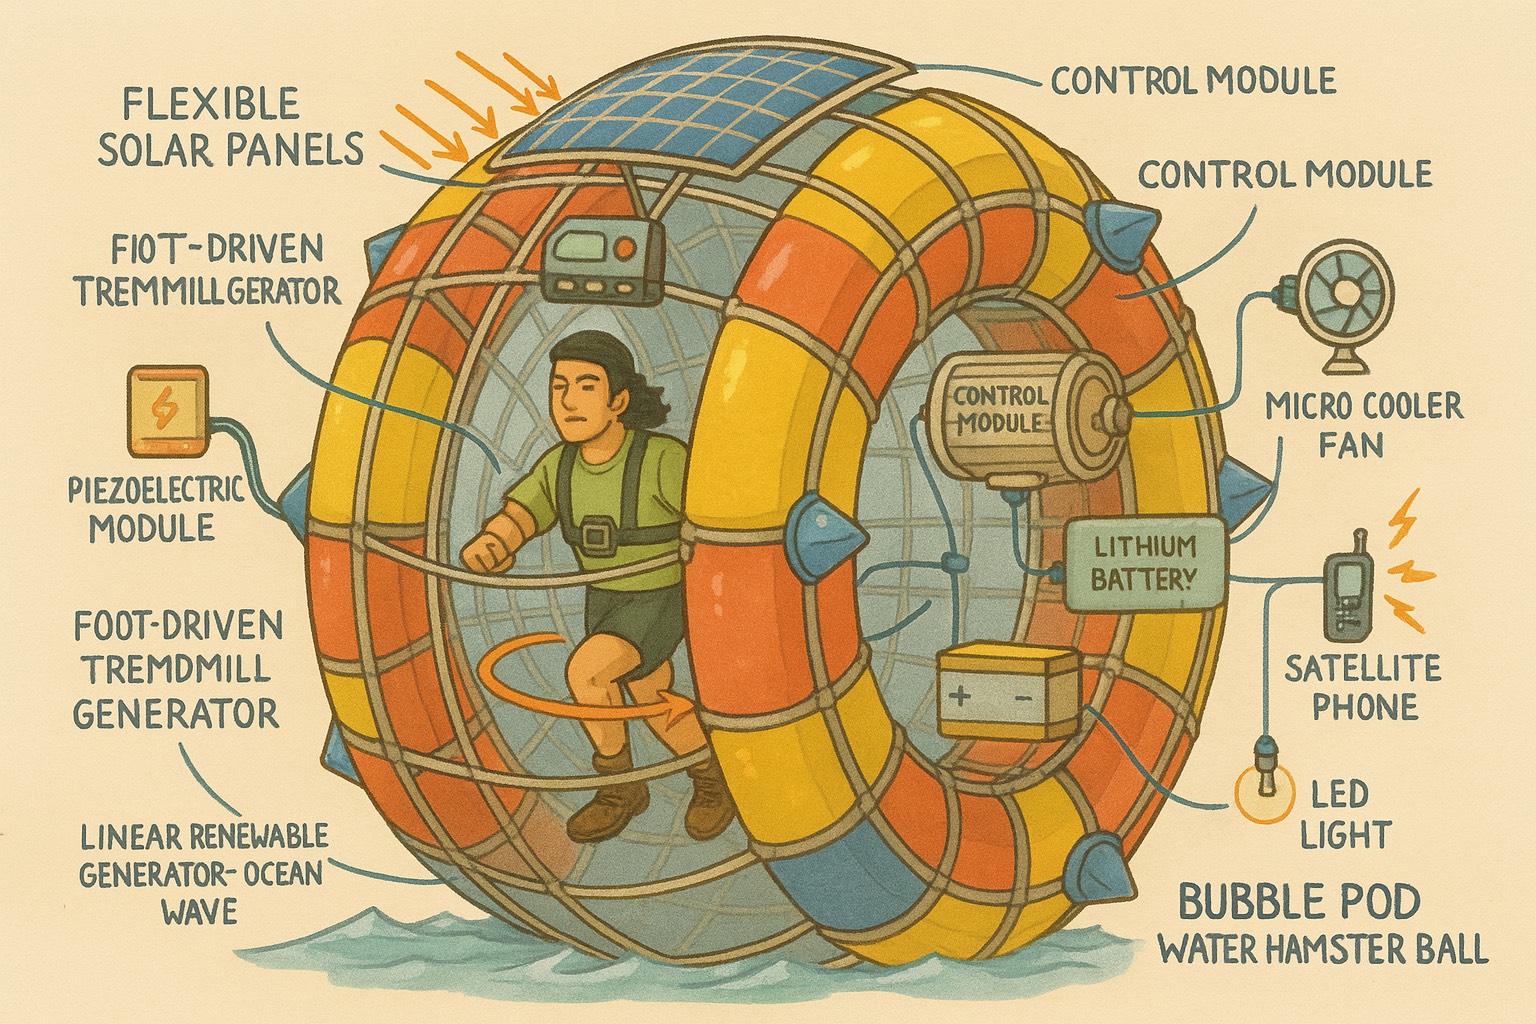 FLEXIBLE
SOLAR PANELS
CONTROL MODULE
CONTROL MODULE
FIOT-DRIVEN
TREMMILLGERATOR
CONTROL
MODULE
MICRO COOLER
FAN
PIEZOELECTRIC
MODULE
LITHIUM
BATTERY
FOOT-DRIVEN
TREMDMILL
GENERATOR
SATELLITE
PHONE
+ -
LED
LIGHT
LINEAR RENEWABLE
GENERATOR- OCEAN
WAVE
BUBBLE POD
WATER HAMSTER BALL